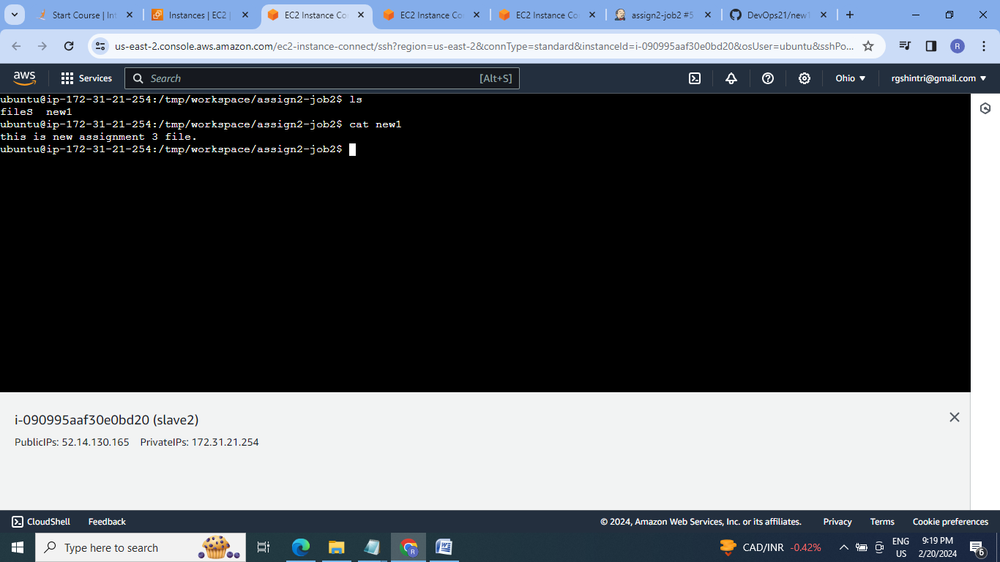 Start Course | Int
Instances | EC2 |
EC2 Instance Co
EC2 Instance Co
EC2 Instance Co
assign2-job2 #5
DevOps21/new1
us-east-2.console.aws.amazon.com/ec2-instance-connect/ssh?region=us-east-2&connType=standard&instanceId=i-090995aaf30e0bd20&osUser=ubuntu&sshPo...
R
aws
Services
Search
[Alt+S]
Ohio
rgshintri@gmail.com
ubuntu@ip-172-31-21-254:/tmp/workspace/assign2-job2$ ls
fileS  new1
ubuntu@ip-172-31-21-254:/tmp/workspace/assign2-job2$ cat new1
this is new assignment 3 file.
ubuntu@ip-172-31-21-254:/tmp/workspace/assign2-job2$
i-090995aaf30e0bd20 (slave2)
PublicIPs: 52.14.130.165    PrivateIPs: 172.31.21.254
CloudShell
Feedback
© 2024, Amazon Web Services, Inc. or its affiliates.
Privacy
Terms
Cookie preferences
Type here to search
R
W
CAD/INR -0.42%
ENG
US
9:19 PM
2/20/2024
6